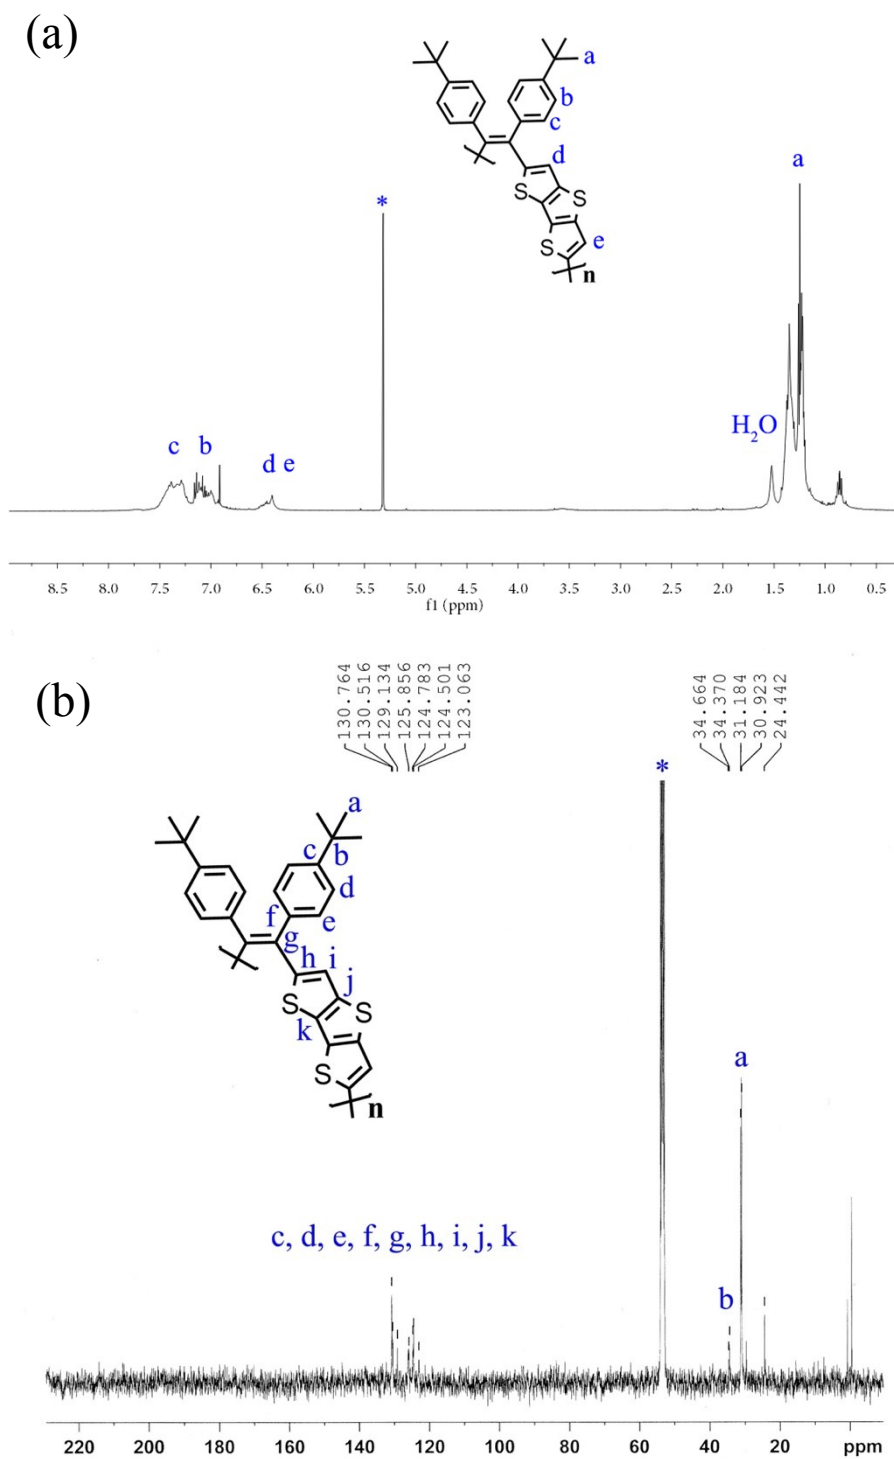 (a)
a
b
c
d
S
S
e
S
n
a
*
H2O
c b
d e
8.5 8.0 7.5 7.0 6.5 6.0 5.5 5.0 4.5 4.0 3.5 3.0 2.5 2.0 1.5 1.0 0.5
f1 (ppm)
(b)
130.764
130.516
129.134
125.856
124.783
124.501
123.063
34.664
34.370
31.184
30.923
24.442
*
a
c b
d
f e
g
h i
j
S S
k
S
n
a
c, d, e, f, g, h, i, j, k
b
220 200 180 160 140 120 100 80 60 40 20 ppm